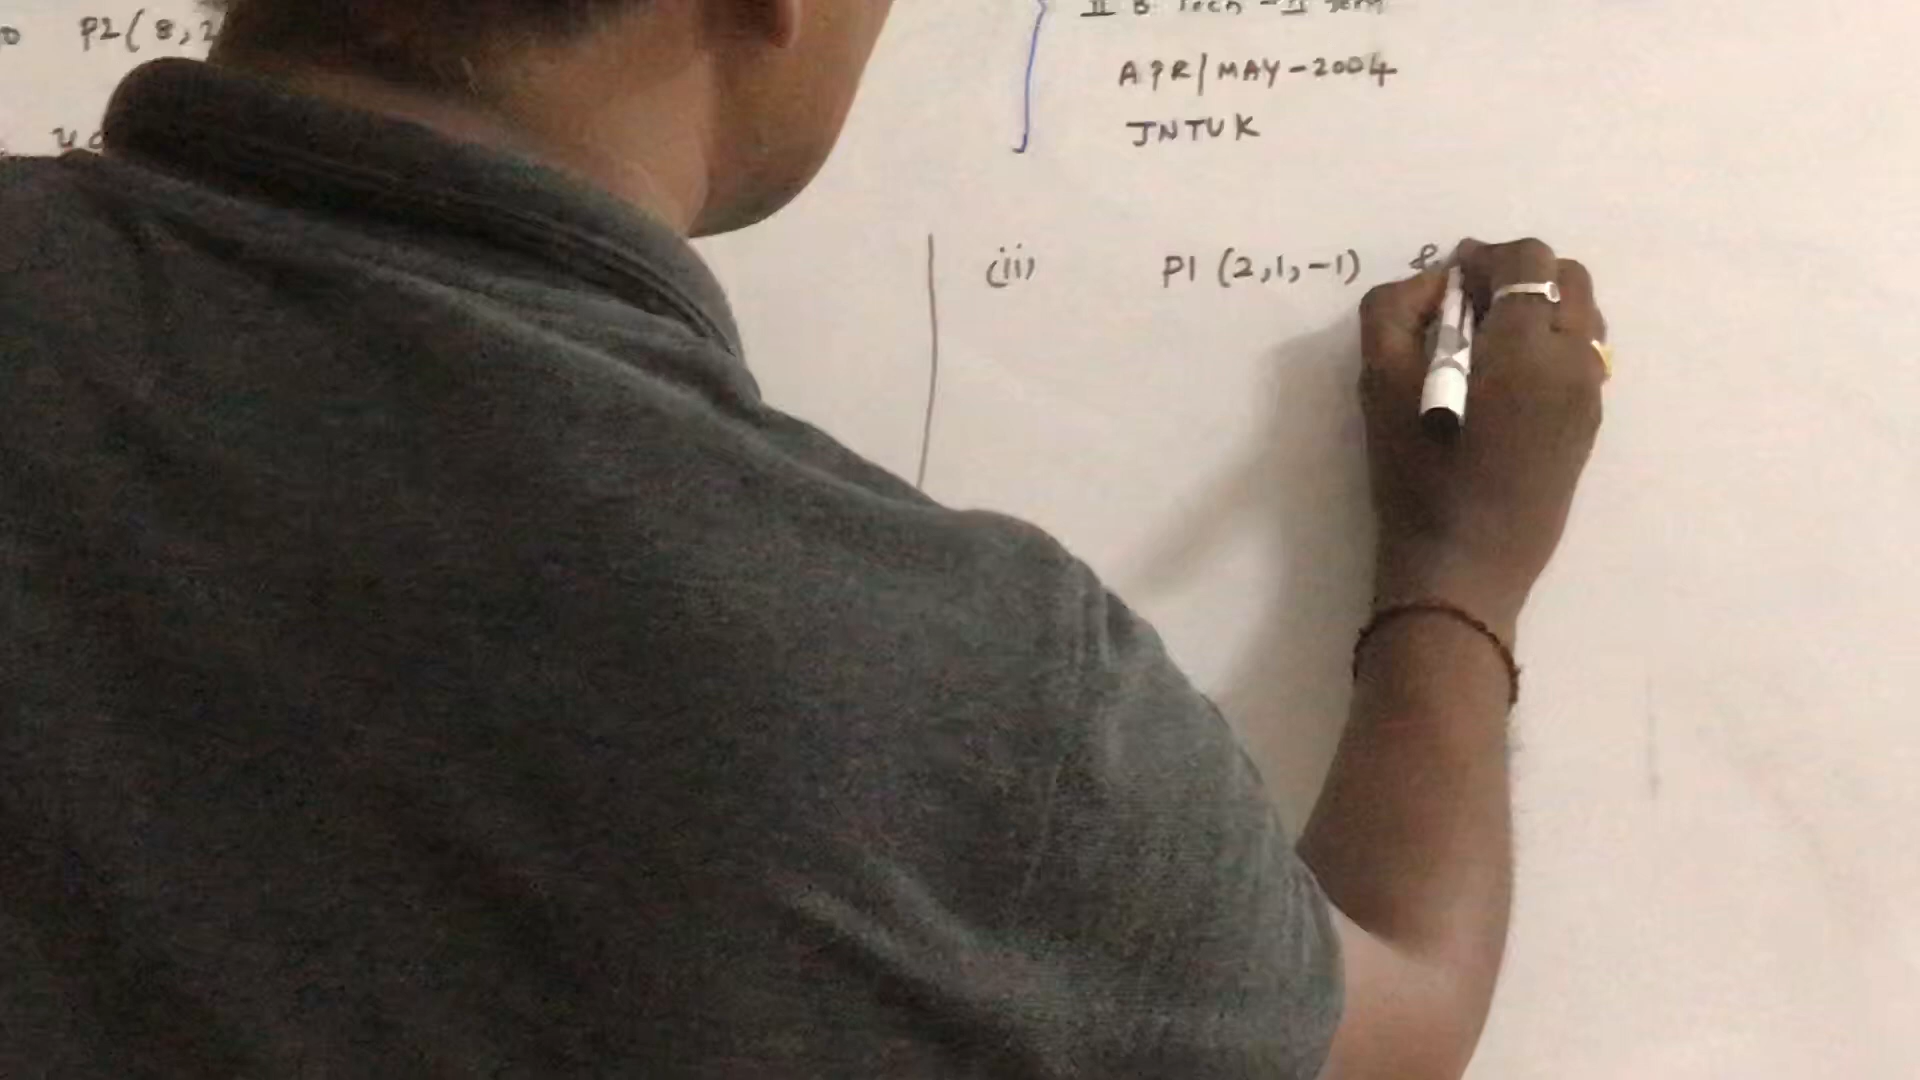 P2(8,2
II B Tech - II Sem
APR/MAY-2004
JNTUK
(ii) P1 (2,1,-1) &